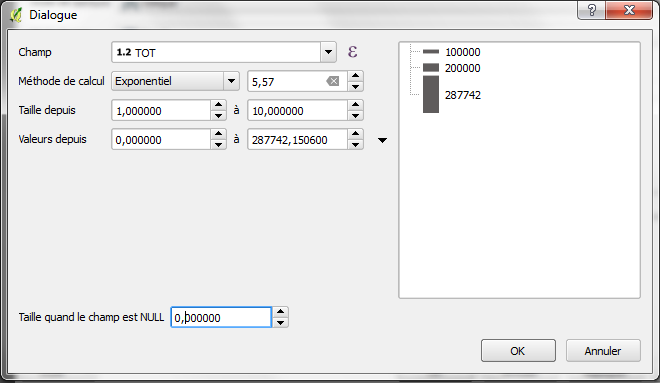 Dialogue
Champ 1.2 TOT ε
Méthode de calcul Exponentiel 5,57
Taille depuis 1,000000 à 10,000000
Valeurs depuis 0,000000 à 287742,150600
100000
200000
287742
Taille quand le champ est NULL 0,000000
OK Annuler